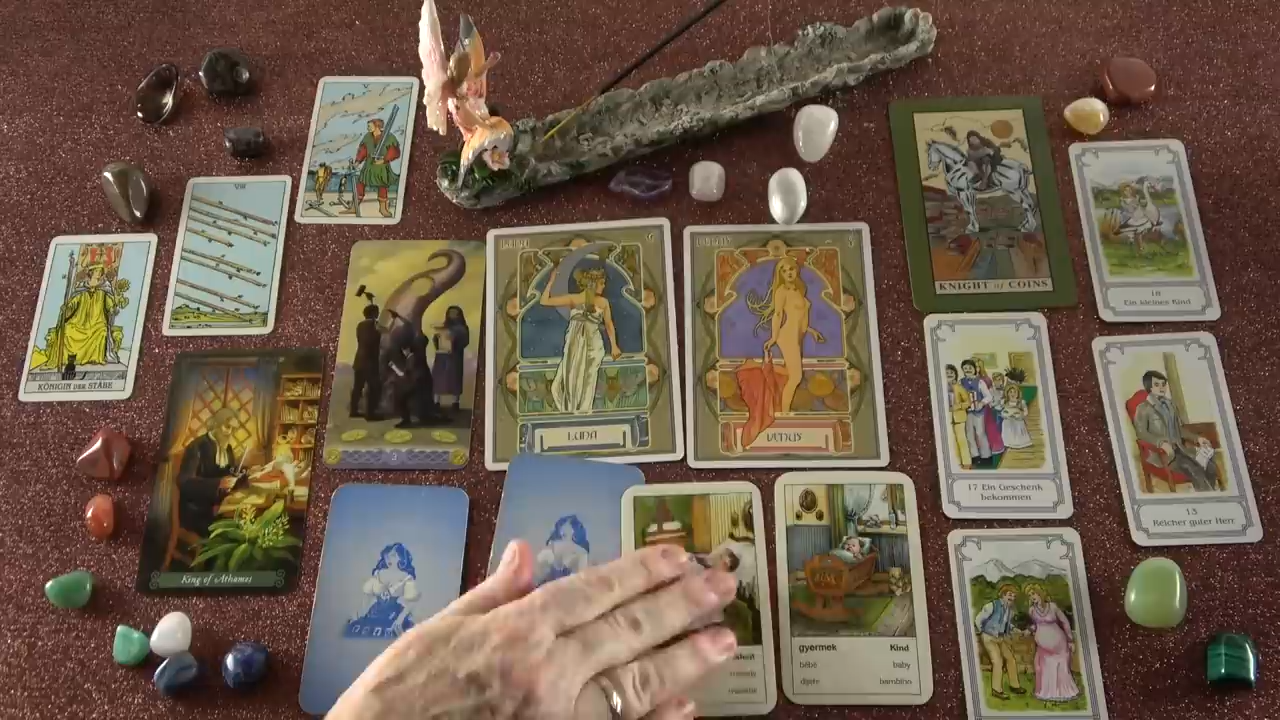 V
VIII
KÖNIGIN DER STÄBE
King of Athames
3
LUNA
VENUS
KNIGHT of COINS
18
Ein kleines Kind
17 Ein Geschenk
bekommen
13
Reicher guter Herr
gyermek Kind
bébé baby
dijete bambino